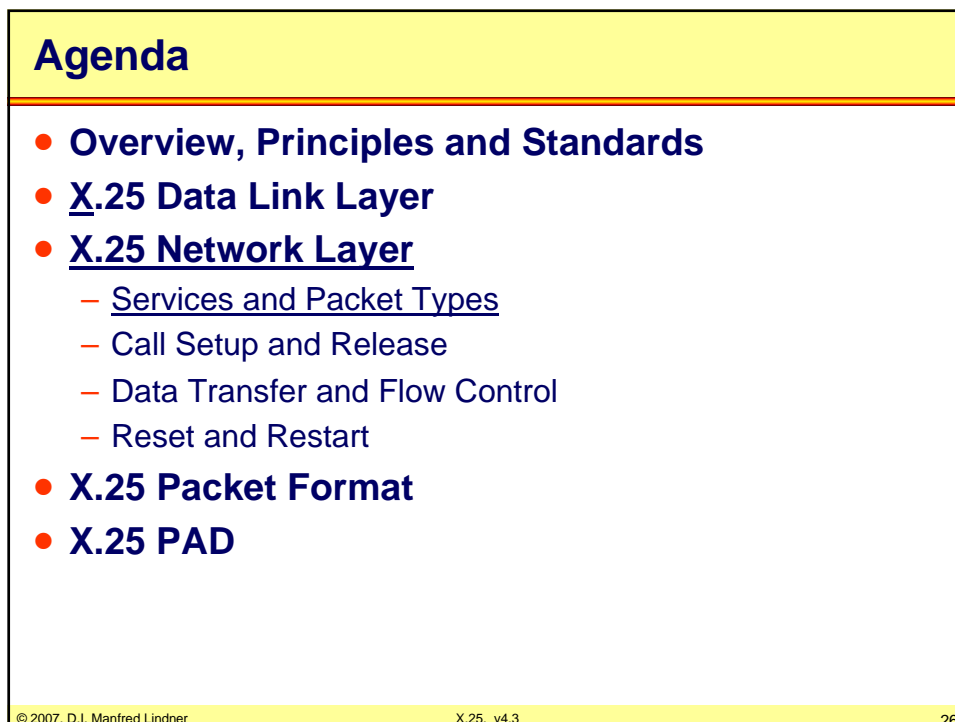 Agenda
• Overview, Principles and Standards
• X.25 Data Link Layer
• X.25 Network Layer
– Services and Packet Types
– Call Setup and Release
– Data Transfer and Flow Control
– Reset and Restart
• X.25 Packet Format
• X.25 PAD
© 2007, D.I. Manfred Lindner X.25, v4.3 26